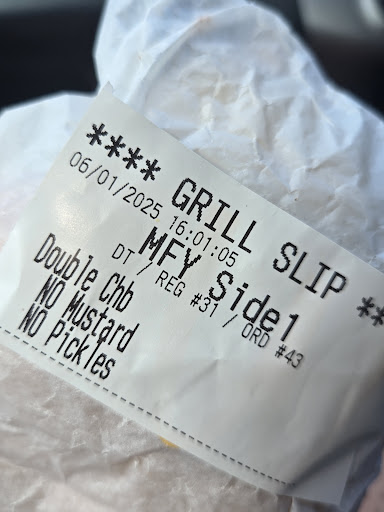 **** GRILL SLIP **
06/01/2025 16:01:05
MFY Side1
DT / REG #31 / ORD #43
Double Chb
NO Mustard
NO Pickles